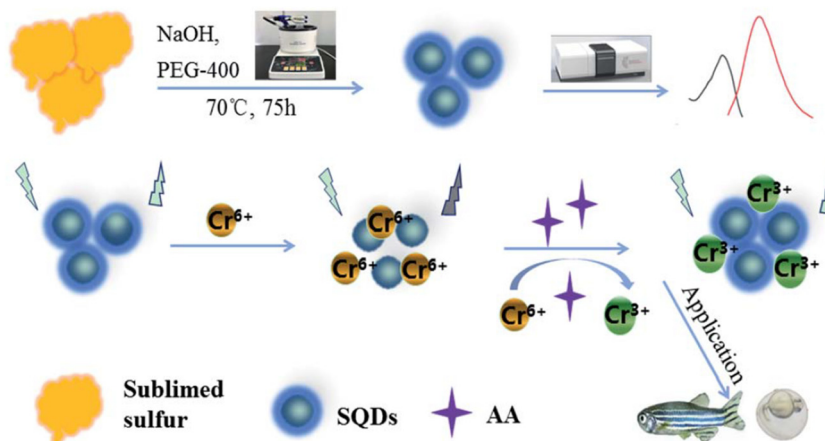 NaOH,
PEG-400
70℃, 75h
Cr6+
Cr6+
Cr6+
Cr6+
Cr6+
Cr3+
Cr3+
Cr3+
Cr3+
Application
Sublimed
sulfur
SQDs
AA